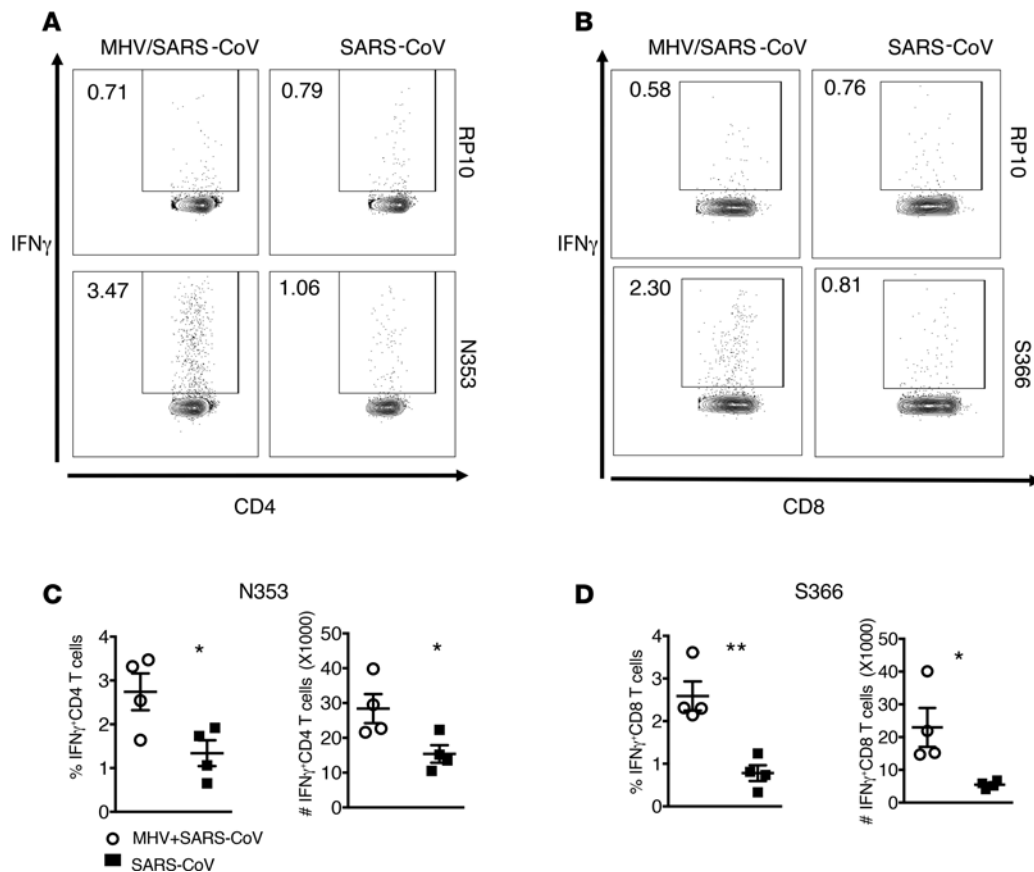 A
B
MHV/SARS-CoV
SARS-CoV
MHV/SARS-CoV
SARS-CoV
0.71
0.79
RP10
0.58
0.76
RP10
IFNγ
IFNγ
3.47
1.06
N353
2.30
0.81
S366
CD4
CD8
C
N353
D
S366
% IFNγ+CD4 T cells
4
3
2
1
0
*
# IFNγ+CD4 T cells (X1000)
50
40
30
20
10
0
*
% IFNγ+CD8 T cells
4
3
2
1
0
**
# IFNγ+CD8 T cells (X1000)
50
40
30
20
10
0
*
MHV+SARS-CoV
SARS-CoV